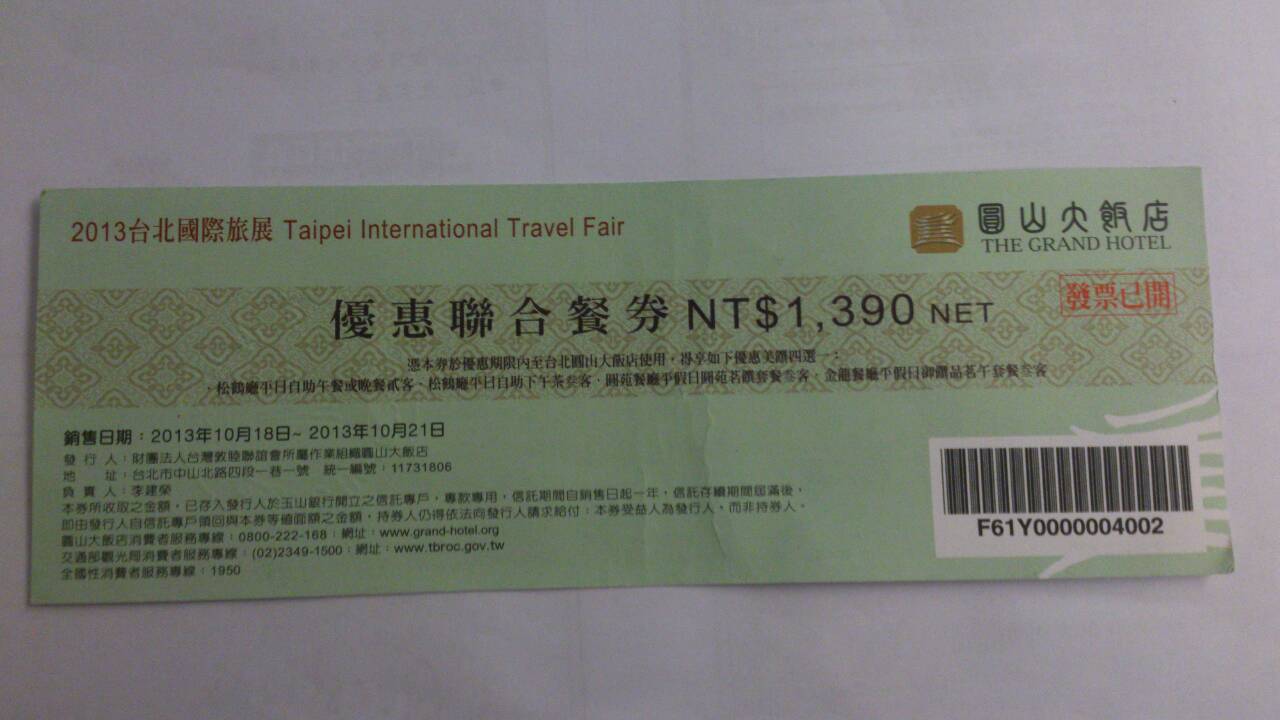 2013台北國際旅展 Taipei International Travel Fair
圓山大飯店
THE GRAND HOTEL
發票已開
優惠聯合餐券 NT$1,390 NET
憑本券於優惠期限內至台北圓山大飯店使用，得享如下優惠美饌四選一：
．松鶴廳平日自助午餐或晚餐貳客、松鶴廳平日自助下午茶叁客、圓苑餐廳平假日圓苑茗饌套餐叁客、金龍餐廳平假日御饌品茗午套餐叁客
銷售日期：2013年10月18日~ 2013年10月21日
發 行 人：財團法人台灣敦睦聯誼會所屬作業組織圓山大飯店
地 址：台北市中山北路四段一巷一號 統一編號：11731806
負 責 人：李建榮
本券所收取之金額，已存入發行人於玉山銀行開立之信託專戶，專款專用，信託期間自銷售日起一年，信託存續期間屆滿後，
即由發行人自信託專戶領回與本券等值面額之金額，持券人仍得依法向發行人請求給付；本券受益人為發行人，而非持券人。
圓山大飯店消費者服務專線：0800-222-168；網址：www.grand-hotel.org
交通部觀光局消費者服務專線：(02)2349-1500；網址：www.tbroc.gov.tw
全國性消費者服務專線：1950
F61Y0000004002